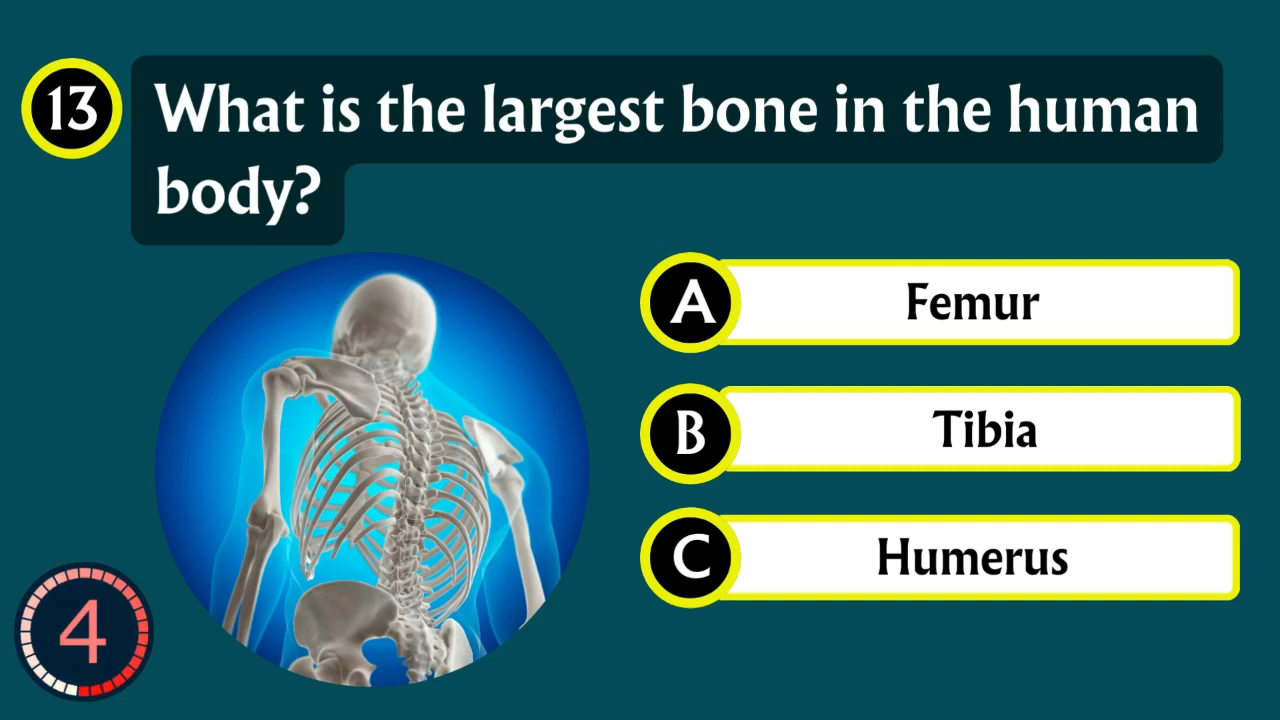 13
What is the largest bone in the human
body?
A
Femur
B
Tibia
C
Humerus
4